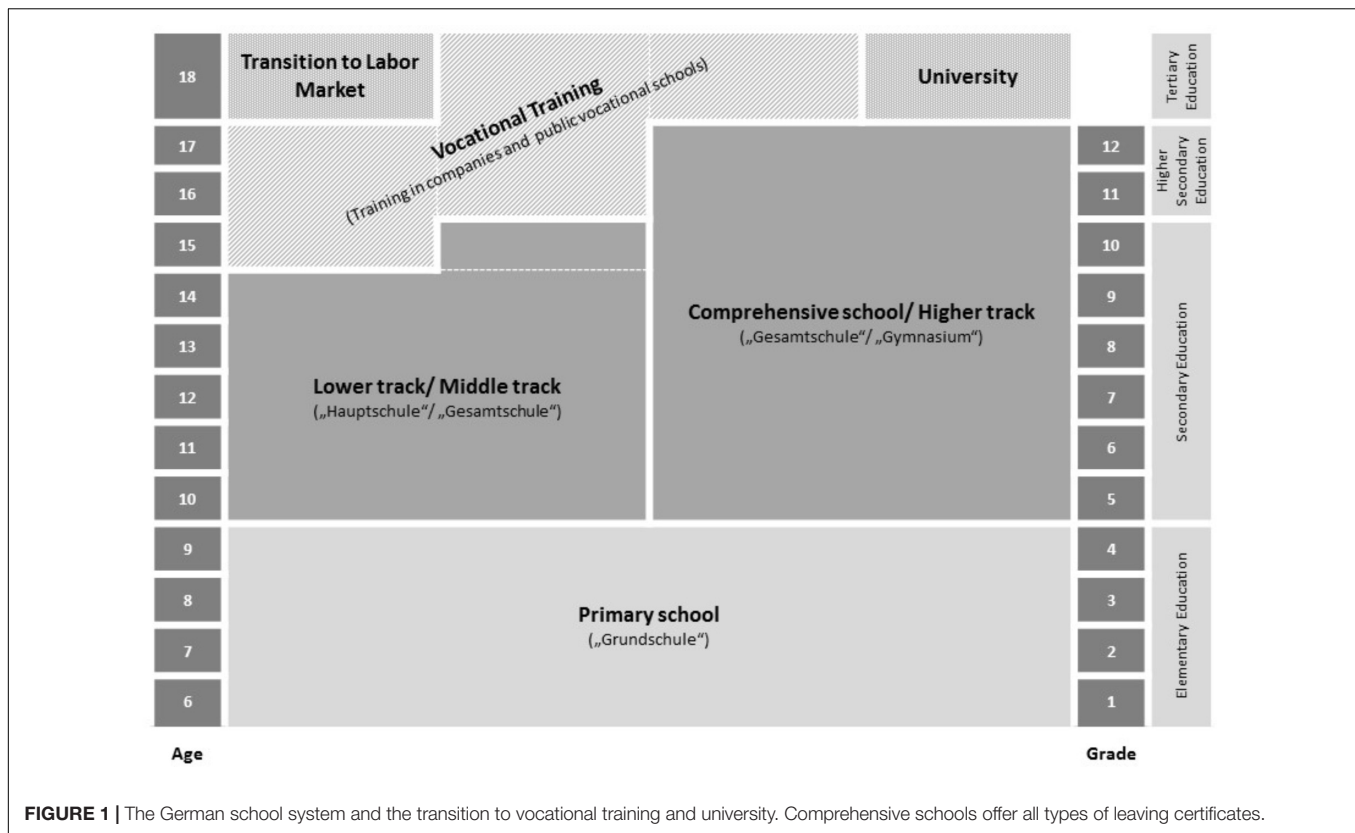 18
Transition to Labor
Market
Vocational Training
(Training in companies and public vocational schools)
University
Tertiary
Education
17
16
15
14
13
12
11
10
9
8
7
6
Age
Lower track/ Middle track
(„Hauptschule“/„Gesamtschule“)
Comprehensive school/ Higher track
(„Gesamtschule“/„Gymnasium“)
Primary school
(„Grundschule“)
12
11
10
9
8
7
6
5
4
3
2
1
Grade
Higher
Secondary
Education
Secondary Education
Elementary Education
FIGURE 1 | The German school system and the transition to vocational training and university. Comprehensive schools offer all types of leaving certificates.